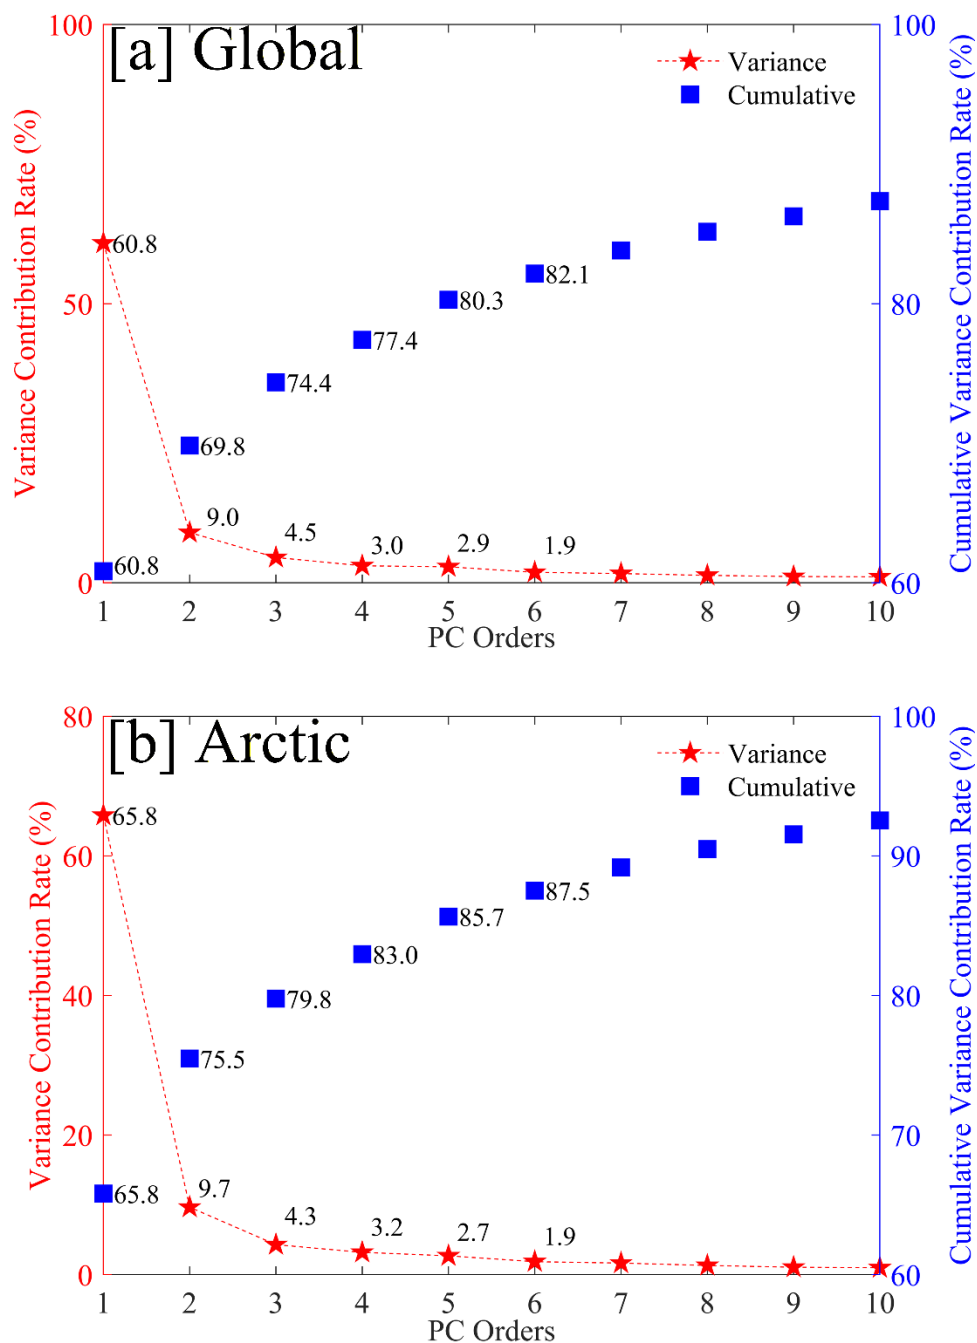 [a] Global
Variance
Cumulative
100
50
0
Variance Contribution Rate (%)
100
80
60
Cumulative Variance Contribution Rate (%)
60.8
60.8
69.8
74.4
77.4
80.3
82.1
9.0
4.5
3.0
2.9
1.9
1 2 3 4 5 6 7 8 9 10
PC Orders
[b] Arctic
Variance
Cumulative
80
60
40
20
0
Variance Contribution Rate (%)
100
90
80
70
60
Cumulative Variance Contribution Rate (%)
65.8
65.8
75.5
79.8
83.0
85.7
87.5
9.7
4.3
3.2
2.7
1.9
1 2 3 4 5 6 7 8 9 10
PC Orders